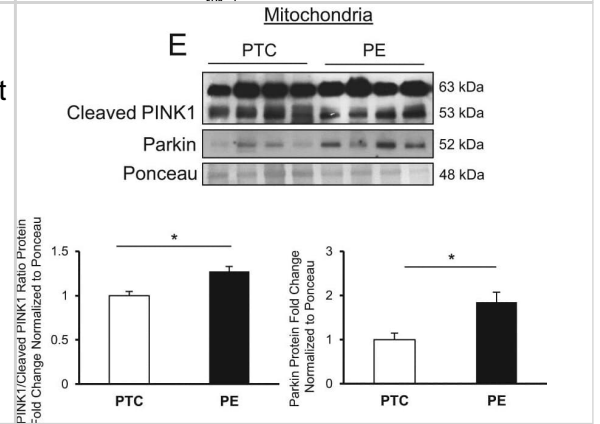 Mitochondria
E
PTC PE
63 kDa
Cleaved PINK1 53 kDa
t
Parkin 52 kDa
Ponceau 48 kDa
PINK1/Cleaved PINK1 Ratio Protein
Fold Change Normalized to Ponceau
1.5
1
0.5
0
*
PTC PE
Parkin Protein Fold Change
Normalized to Ponceau
3
2
1
0
*
PTC PE